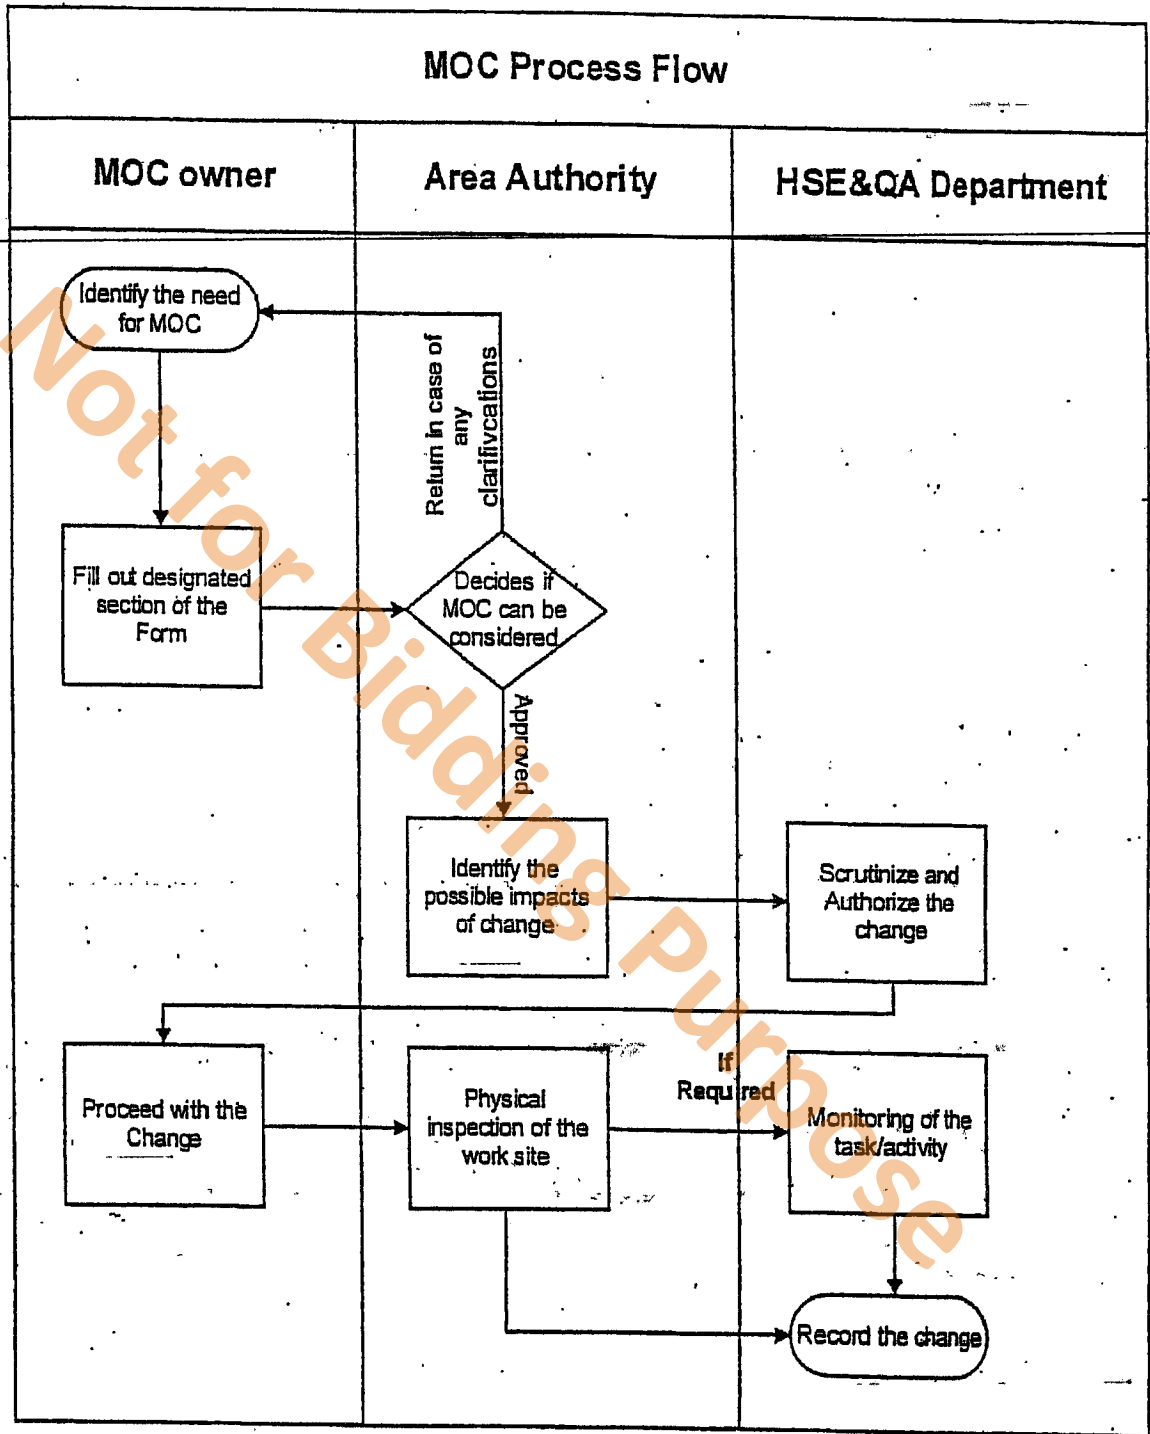 MOC Process Flow
MOC owner
Area Authority
HSE&QA Department
Identify the need
for MOC
Return in case of
any
clarifivcations
Fill out designated
section of the
Form
Decides if
MOC can be
considered
Approved
Identify the
possible impacts
of change
Scrutinize and
Authorize the
change
Proceed with the
Change
Physical
inspection of the
work site
If
Required
Monitoring of the
task/activity
Record the change
Not for Bidding Purpose